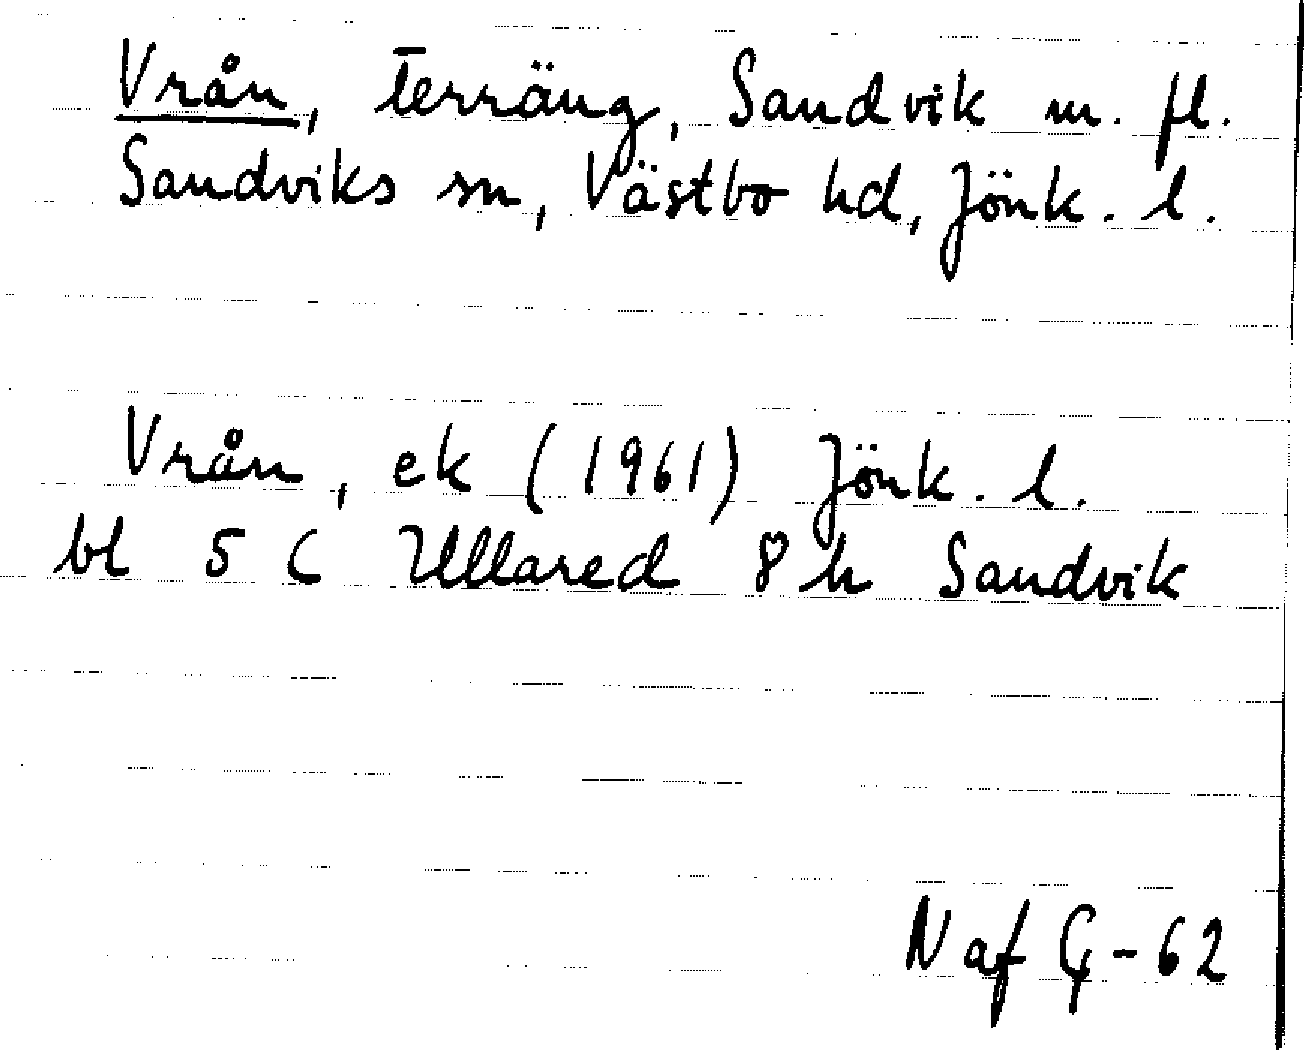 Vrån, Terräng, Sandvik m. fl.
Sandviks sn, Västbo hd, Jönk. l.
Vrån, ek (1961) Jönk. l.
bl 5 C Ullared 8 h Sandvik
N af -62